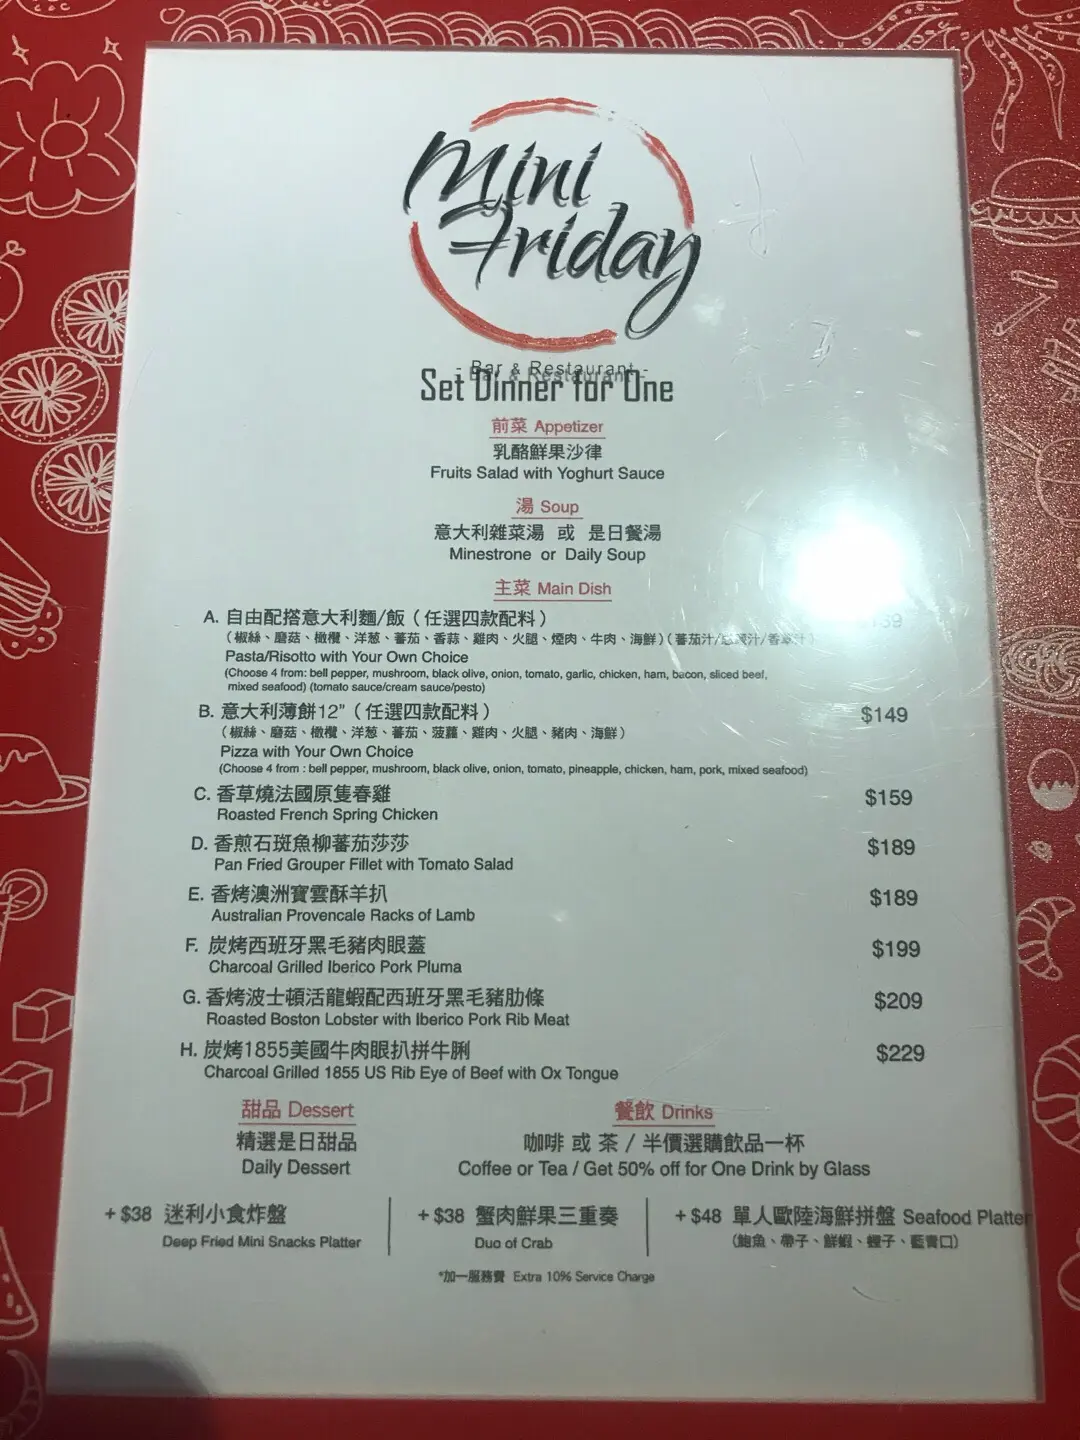 Mini
Friday
- Bar & Restaurant -
Set Dinner for One
前菜 Appetizer
乳酪鮮果沙律
Fruits Salad with Yoghurt Sauce
湯 Soup
意大利雜菜湯 或 是日餐湯
Minestrone or Daily Soup
主菜 Main Dish
A. 自由配搭意大利麵/飯（任選四款配料）
（椒絲、磨菇、橄欖、洋葱、蕃茄、香蒜、雞肉、火腿、煙肉、牛肉、海鮮）（蕃茄汁/忌廉汁/香草汁）
Pasta/Risotto with Your Own Choice
(Choose 4 from: bell pepper, mushroom, black olive, onion, tomato, garlic, chicken, ham, bacon, sliced beef,
mixed seafood) (tomato sauce/cream sauce/pesto)
B. 意大利薄餅12"（任選四款配料） $149
（椒絲、磨菇、橄欖、洋葱、蕃茄、菠蘿、雞肉、火腿、豬肉、海鮮）
Pizza with Your Own Choice
(Choose 4 from : bell pepper, mushroom, black olive, onion, tomato, pineapple, chicken, ham, pork, mixed seafood)
C. 香草燒法國原隻春雞 $159
Roasted French Spring Chicken
D. 香煎石斑魚柳蕃茄莎莎 $189
Pan Fried Grouper Fillet with Tomato Salad
E. 香烤澳洲寶雲酥羊扒 $189
Australian Provencale Racks of Lamb
F. 炭烤西班牙黑毛豬肉眼蓋 $199
Charcoal Grilled Iberico Pork Pluma
G. 香烤波士頓活龍蝦配西班牙黑毛豬肋條 $209
Roasted Boston Lobster with Iberico Pork Rib Meat
H. 炭烤1855美國牛肉眼扒拼牛脷 $229
Charcoal Grilled 1855 US Rib Eye of Beef with Ox Tongue
甜品 Dessert
精選是日甜品
Daily Dessert
餐飲 Drinks
咖啡 或 茶 / 半價選購飲品一杯
Coffee or Tea / Get 50% off for One Drink by Glass
+ $38 迷利小食炸盤
Deep Fried Mini Snacks Platter
+ $38 蟹肉鮮果三重奏
Duo of Crab
+ $48 單人歐陸海鮮拼盤 Seafood Platter
（鮑魚、帶子、鮮蝦、蟶子、藍青口）
*加一服務費 Extra 10% Service Charge